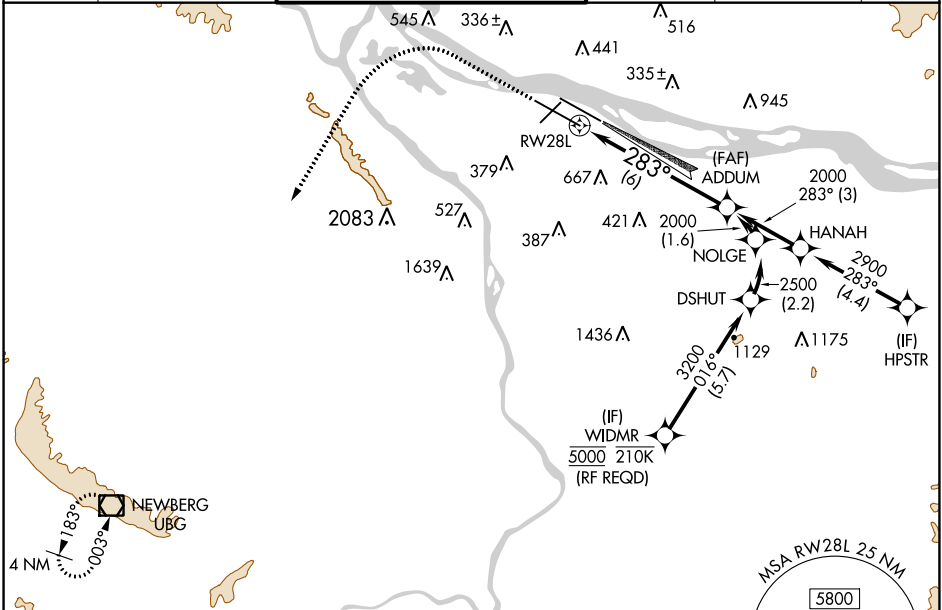 545
336±
516
441
335±
945
RW28L
283°
(6)
(FAF)
ADDUM
2000
283° (3)
379
667
2083
527
387
421
2000
(1.6)
NOLGE
HANAH
2900
283°
(4.4)
1639
DSHUT
2500
(2.2)
1436
1129
1175
(IF)
HPSTR
3200
016°
(5.7)
(IF)
WIDMR
5000 210K
(RF REQD)
NEWBERG
UBG
183°
003°
4 NM
MSA RW28L 25 NM
5800